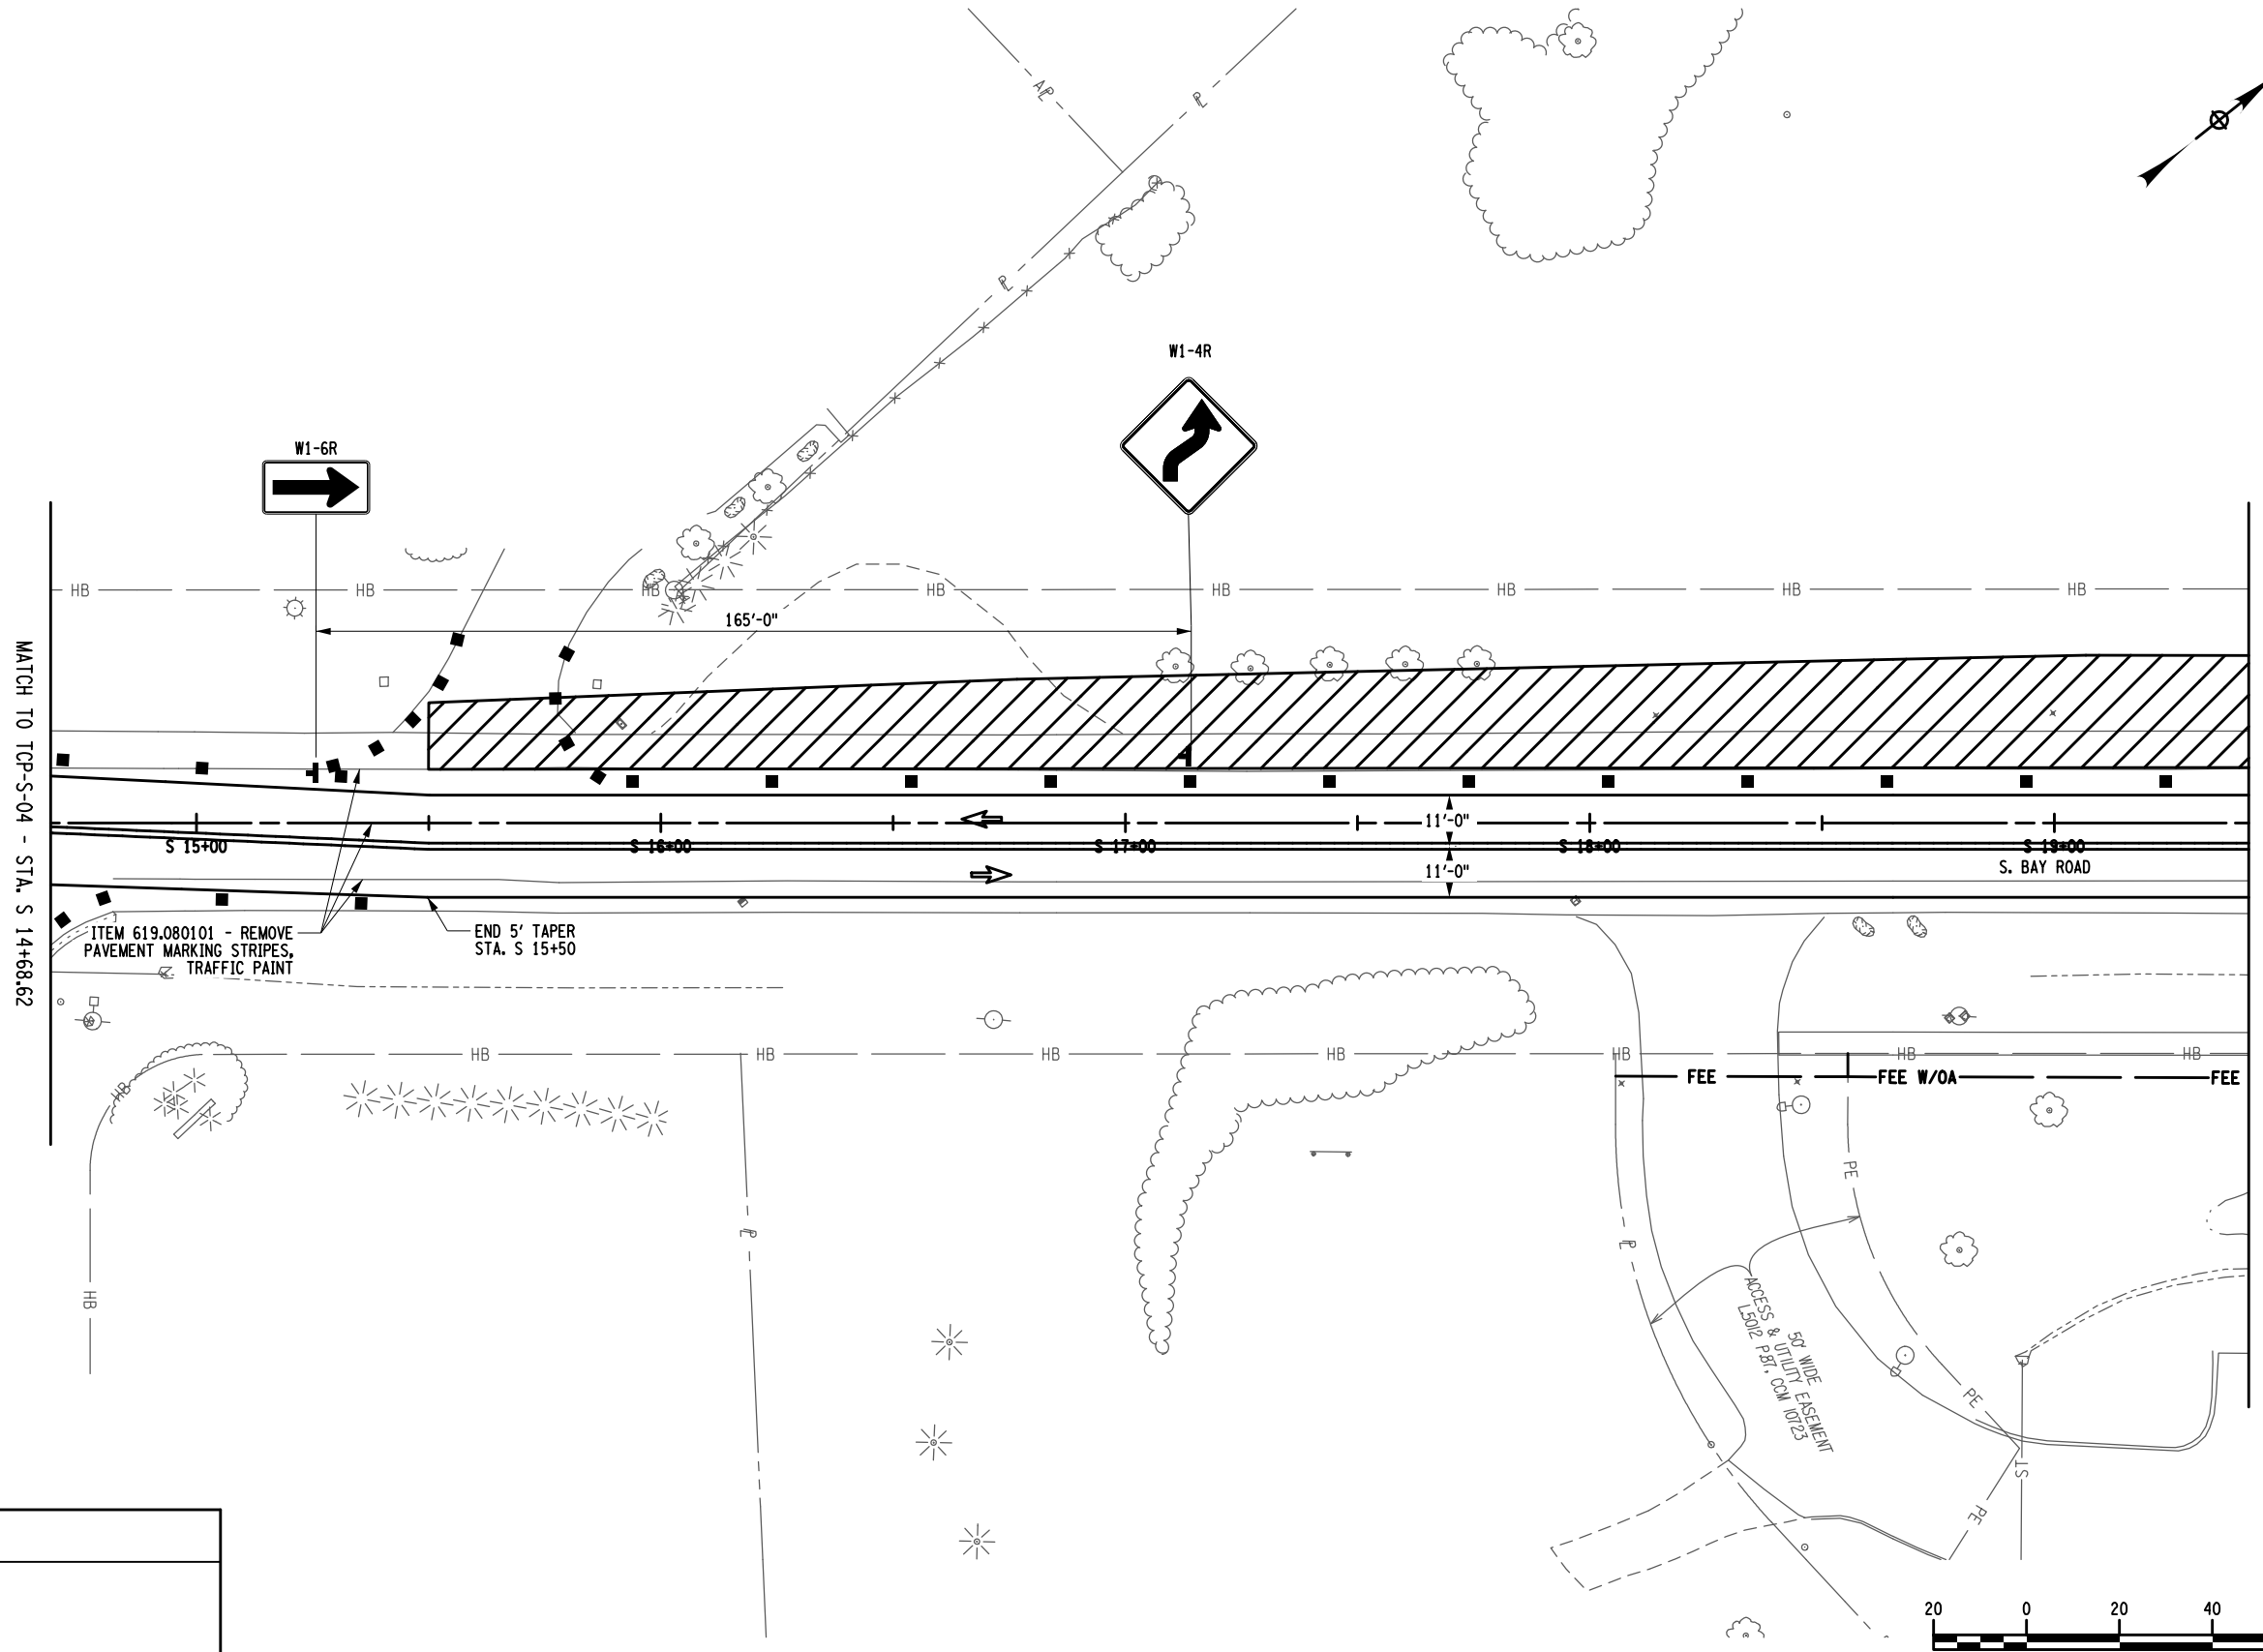 W1-4R
W1-6R
HB HB HB HB HB HB HB HB
165'-0"
MATCH TO TCP-S-04 - STA. S 14+68.62
11'-0"
S 15+00 S 16+00 S 17+00 S 18+00 S 19+00
S. BAY ROAD
11'-0"
ITEM 619.080101 - REMOVE
PAVEMENT MARKING STRIPES,
TRAFFIC PAINT
END 5' TAPER
STA. S 15+50
HB HB HB HB HB HB HB
HB
FEE FEE W/OA FEE
PE
HB
50' WIDE
ACCESS & UTILITY EASEMENT
L.5012 P.87, CCM 10723
PE
ST
PE
20 0 20 40